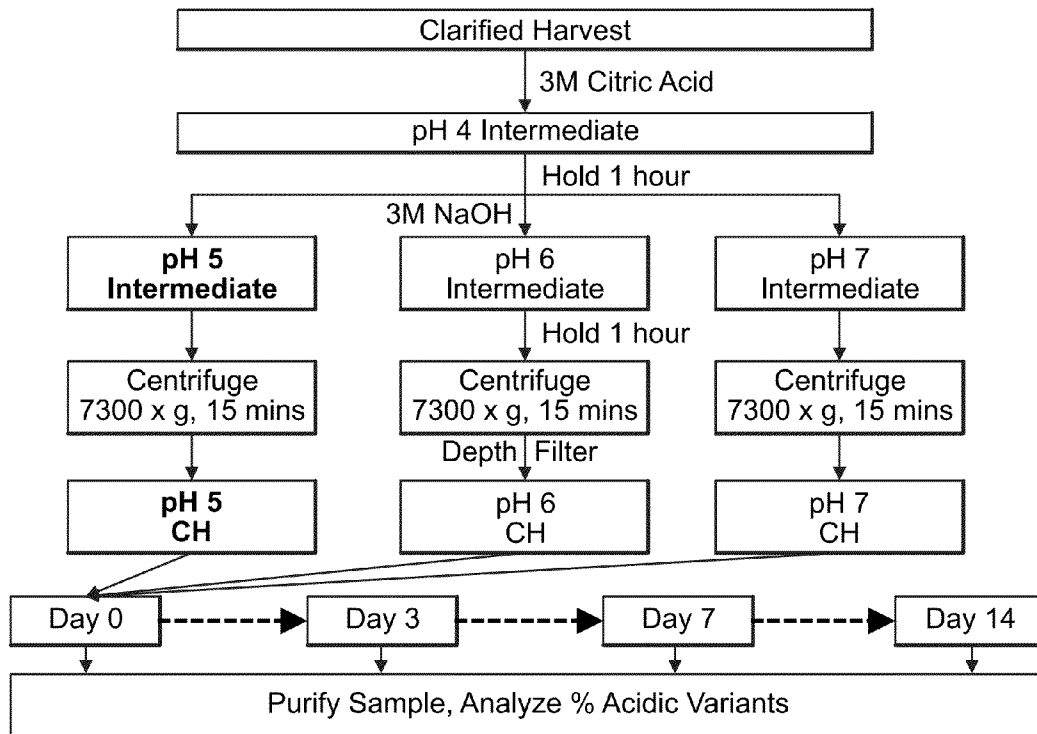 Clarified Harvest
3M Citric Acid
pH 4 Intermediate
Hold 1 hour
3M NaOH
pH 5
Intermediate
pH 6
Intermediate
pH 7
Intermediate
Hold 1 hour
Centrifuge
7300 x g, 15 mins
Centrifuge
7300 x g, 15 mins
Centrifuge
7300 x g, 15 mins
Depth Filter
pH 5
CH
pH 6
CH
pH 7
CH
Day 0
Day 3
Day 7
Day 14
Purify Sample, Analyze % Acidic Variants